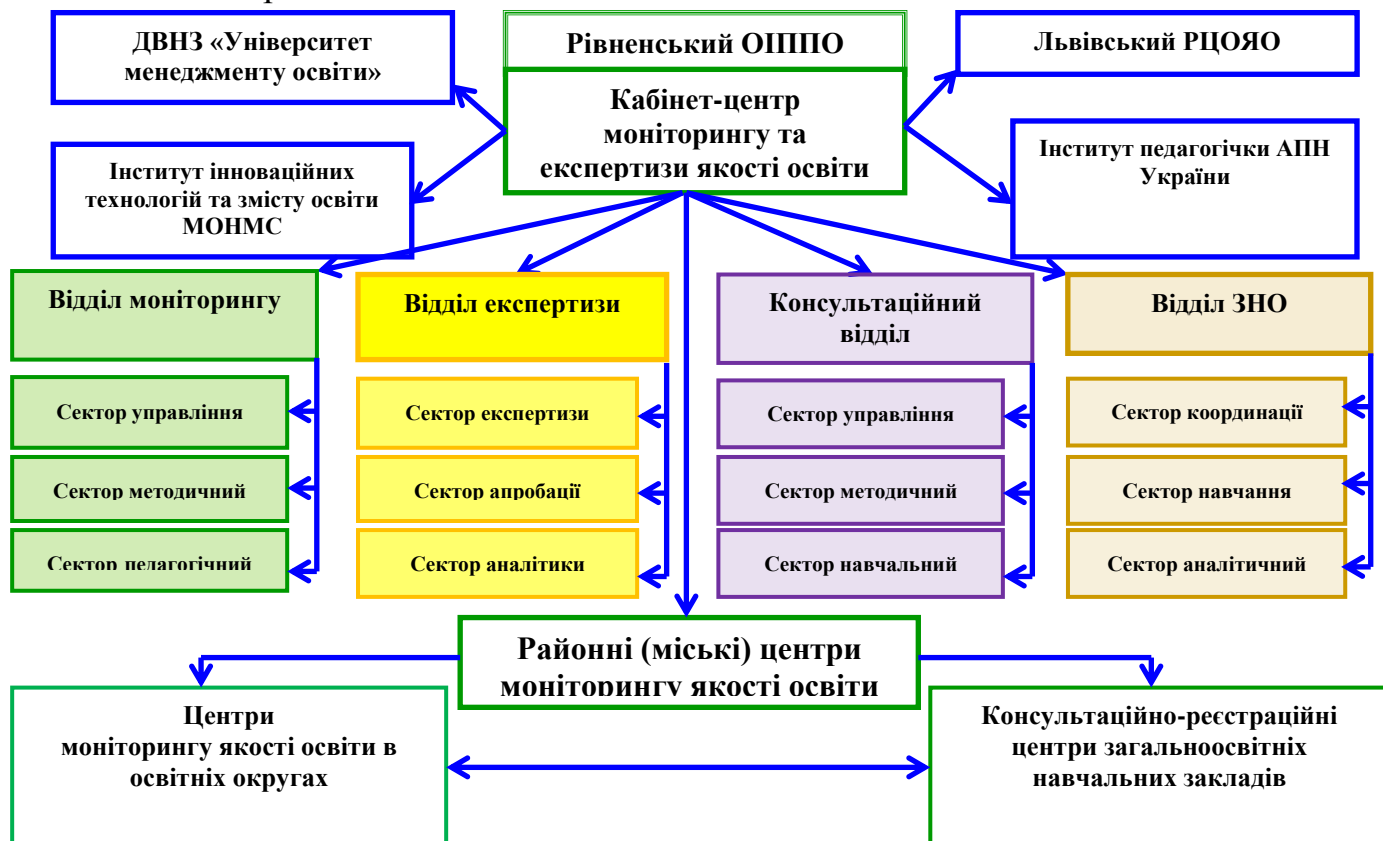 ДВНЗ «Університет
менеджменту освіти»
Рівненський ОІППО
Львівський РЦОЯО
Кабінет-центр
моніторингу та
експертизи якості освіти
Інститут інноваційних
технологій та змісту освіти
МОНМС
Інститут педагогічки АПН
України
Відділ моніторингу
Відділ експертизи
Консультаційний
відділ
Відділ ЗНО
Сектор управління
Сектор експертизи
Сектор управління
Сектор координації
Сектор методичний
Сектор апробації
Сектор методичний
Сектор навчання
Сектор педагогічний
Сектор аналітики
Сектор навчальний
Сектор аналітичний
Районні (міські) центри
моніторингу якості освіти
Центри
моніторингу якості освіти в
освітніх округах
Консультаційно-реєстраційні
центри загальноосвітніх
навчальних закладів